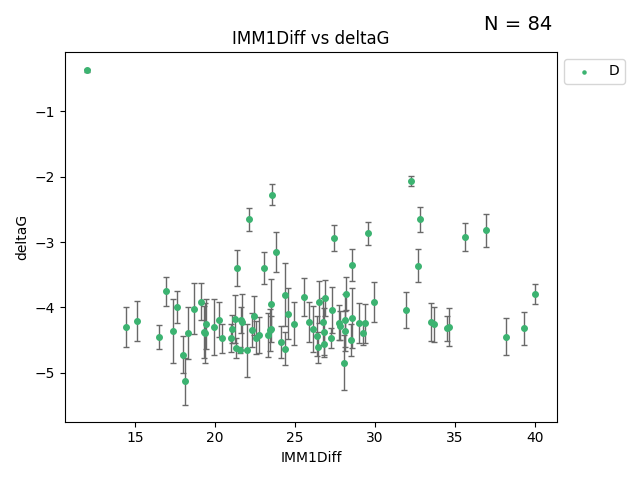 N = 84
IMM1Diff vs deltaG
D
−1
−2
−3
−4
−5
deltaG
15 20 25 30 35 40
IMM1Diff